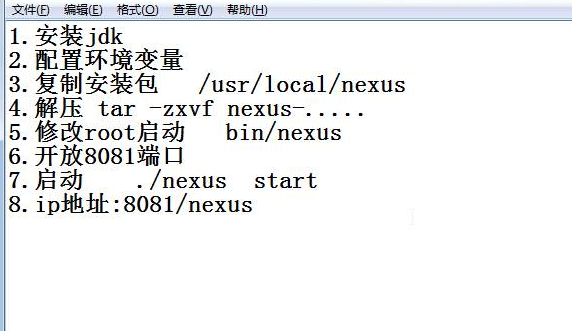 文件(F) 编辑(E) 格式(O) 查看(V) 帮助(H)
1.安装jdk
2.配置环境变量
3.复制安装包 /usr/local/nexus
4.解压 tar -zxvf nexus-.....
5.修改root启动 bin/nexus
6.开放8081端口
7.启动 ./nexus start
8.ip地址:8081/nexus